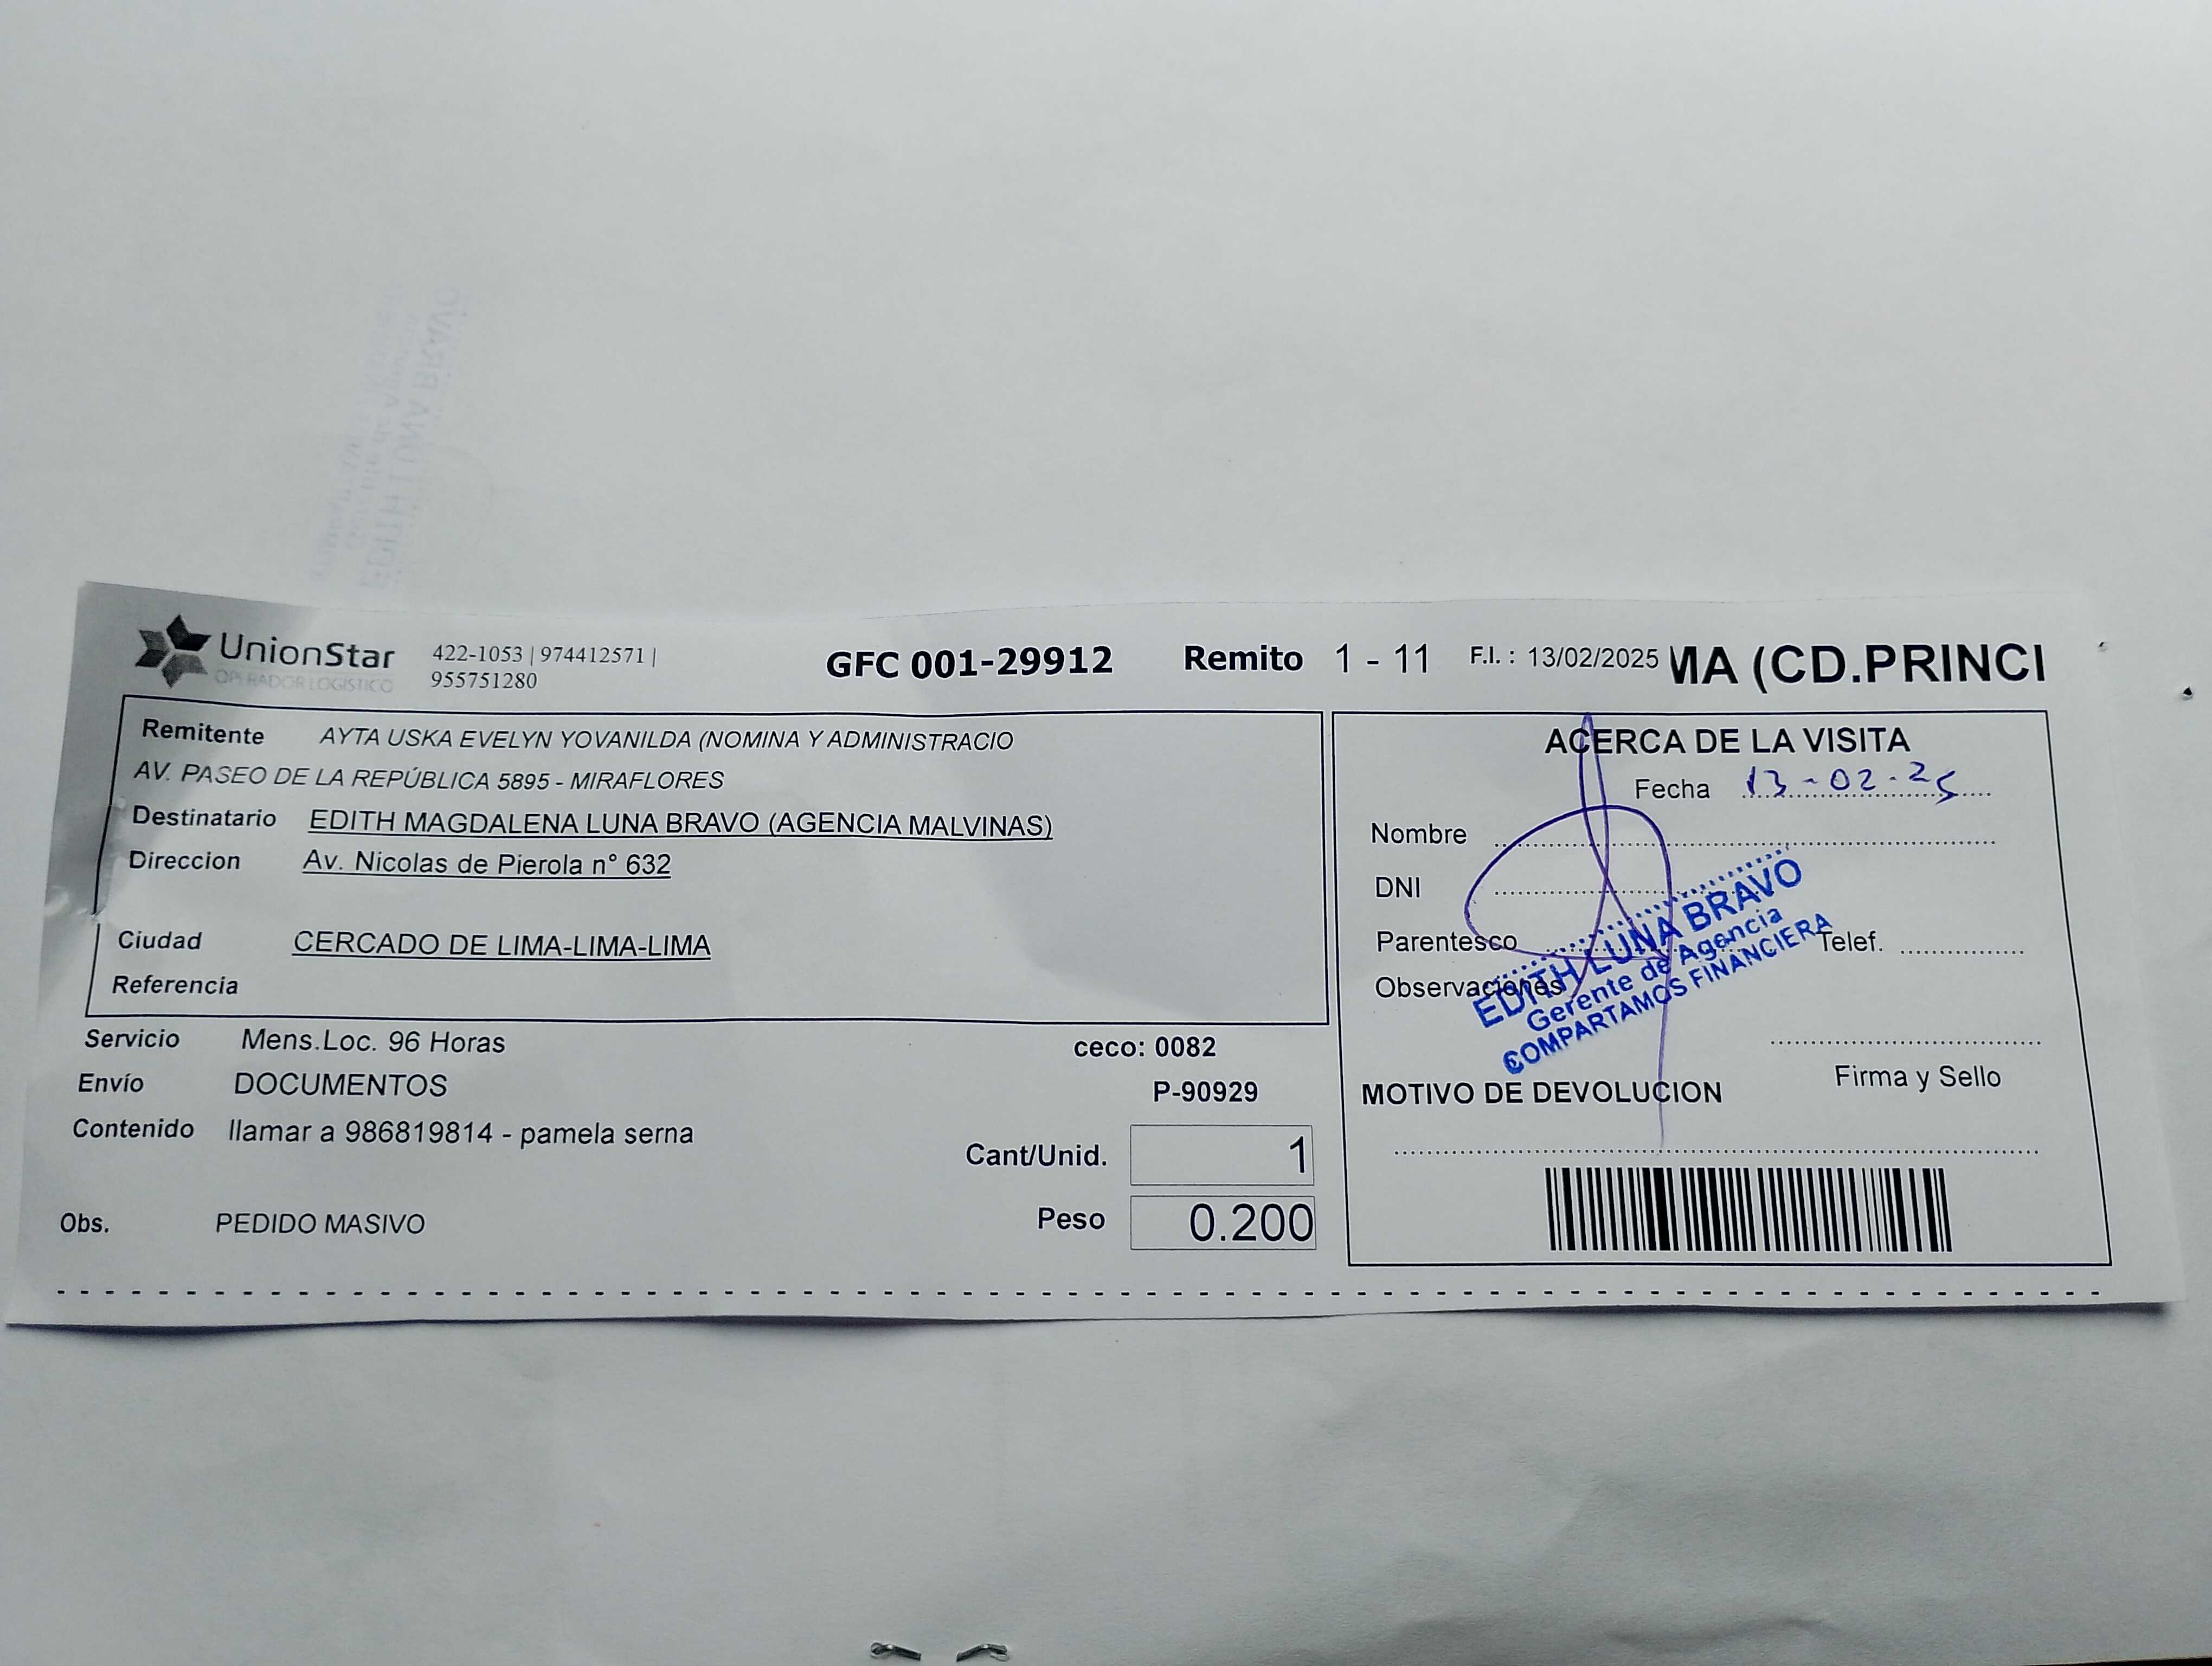 UnionStar
OPERADOR LOGÍSTICO
422-1053 | 974412571 |
955751280
GFC 001-29912 Remito 1 - 11 F.I. : 13/02/2025 MA (CD.PRINCI
Remitente AYTA USKA EVELYN YOVANILDA (NOMINA Y ADMINISTRACIO
AV. PASEO DE LA REPÚBLICA 5895 - MIRAFLORES
Destinatario EDITH MAGDALENA LUNA BRAVO (AGENCIA MALVINAS)
Direccion Av. Nicolas de Pierola n° 632
Ciudad CERCADO DE LIMA-LIMA-LIMA
Referencia
Servicio Mens.Loc. 96 Horas
ceco: 0082
Envío DOCUMENTOS
P-90929
Contenido llamar a 986819814 - pamela serna
Cant/Unid. 1
Peso 0.200
Obs. PEDIDO MASIVO
ACERCA DE LA VISITA
Fecha 13-02-25
Nombre
DNI
Parentesco Telef.
Observaciones
EDITH LUNA BRAVO
Gerente de Agencia
COMPARTAMOS FINANCIERA
Firma y Sello
MOTIVO DE DEVOLUCION
EDITH LUNA BRAVO